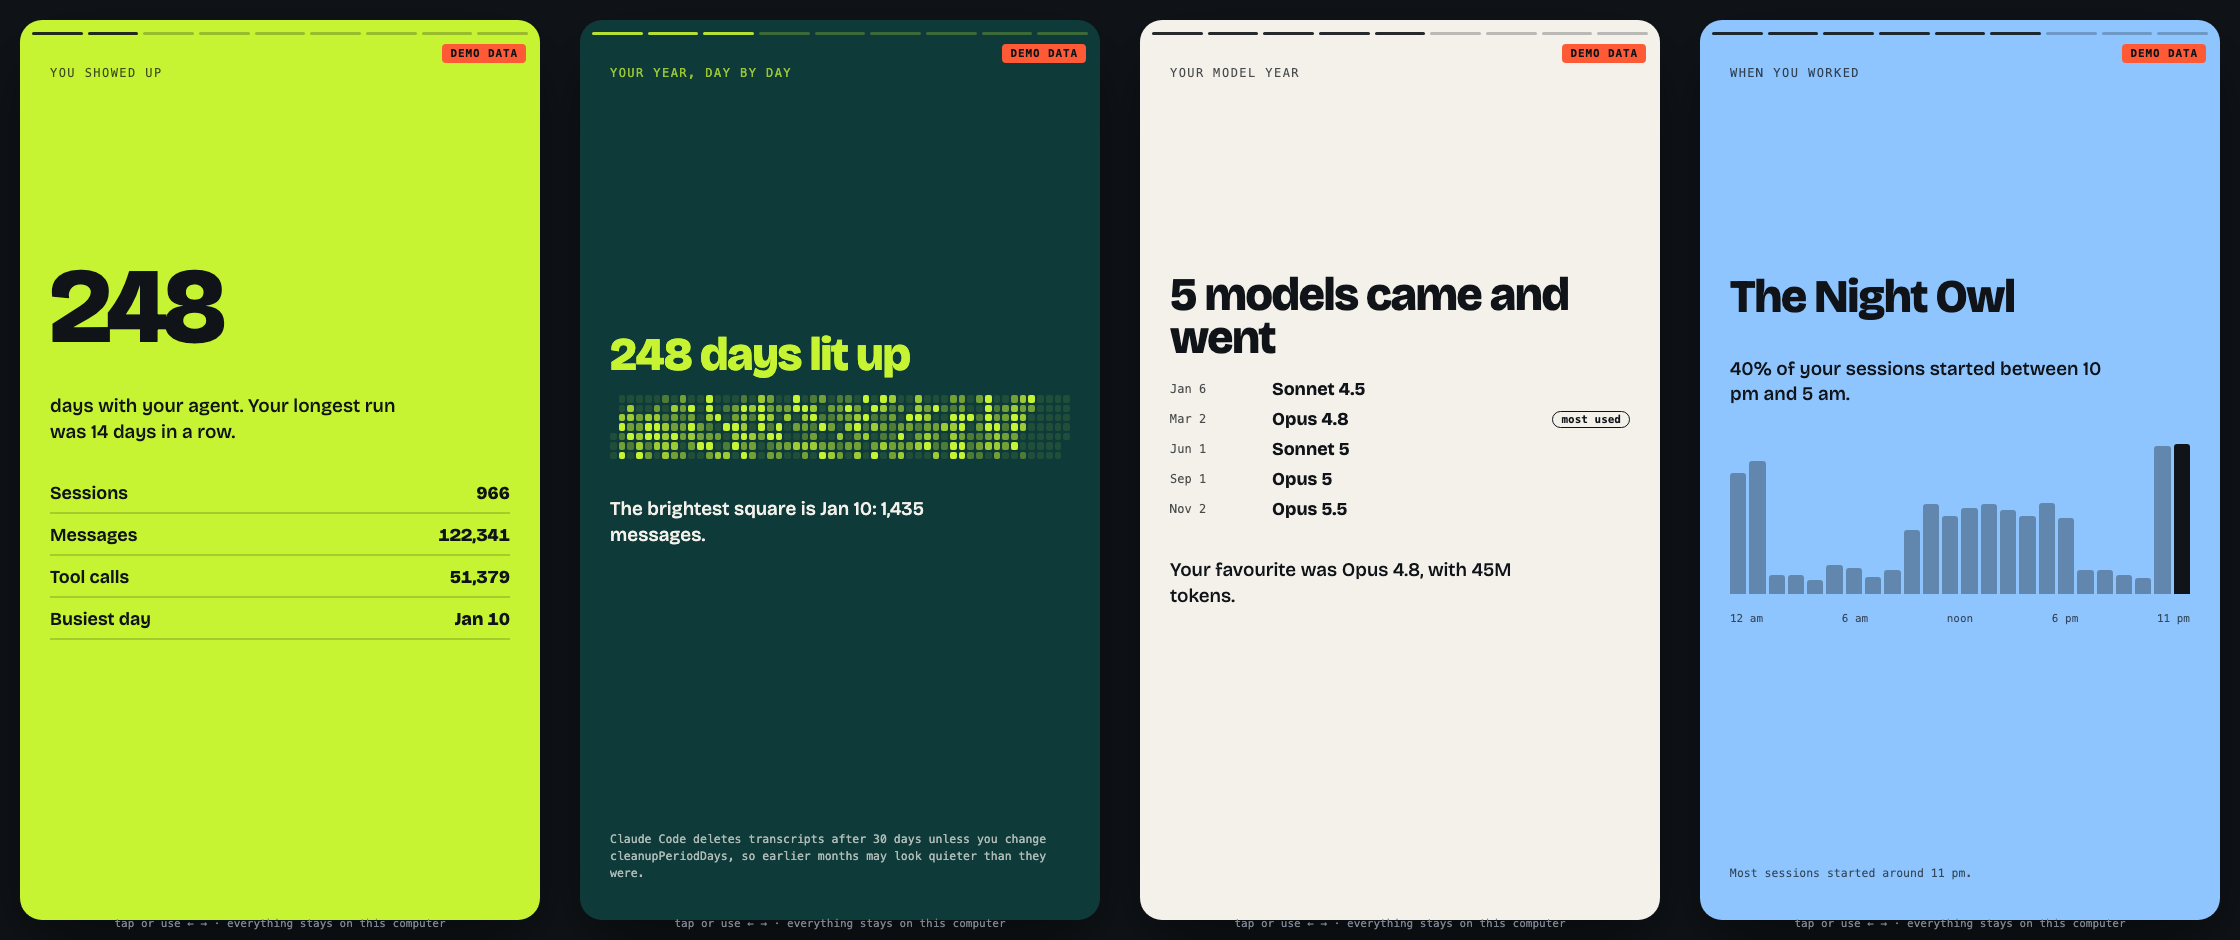 DEMO DATA
YOU SHOWED UP
248
days with your agent. Your longest run
was 14 days in a row.
Sessions 966
Messages 122,341
Tool calls 51,379
Busiest day Jan 10
tap or use ← → · everything stays on this computer
DEMO DATA
YOUR YEAR, DAY BY DAY
248 days lit up
The brightest square is Jan 10: 1,435
messages.
Claude Code deletes transcripts after 30 days unless you change
cleanupPeriodDays, so earlier months may look quieter than they
were.
tap or use ← → · everything stays on this computer
DEMO DATA
YOUR MODEL YEAR
5 models came and
went
Jan 6 Sonnet 4.5
Mar 2 Opus 4.8 most used
Jun 1 Sonnet 5
Sep 1 Opus 5
Nov 2 Opus 5.5
Your favourite was Opus 4.8, with 45M
tokens.
tap or use ← → · everything stays on this computer
DEMO DATA
WHEN YOU WORKED
The Night Owl
40% of your sessions started between 10
pm and 5 am.
12 am 6 am noon 6 pm 11 pm
Most sessions started around 11 pm.
tap or use ← → · everything stays on this computer